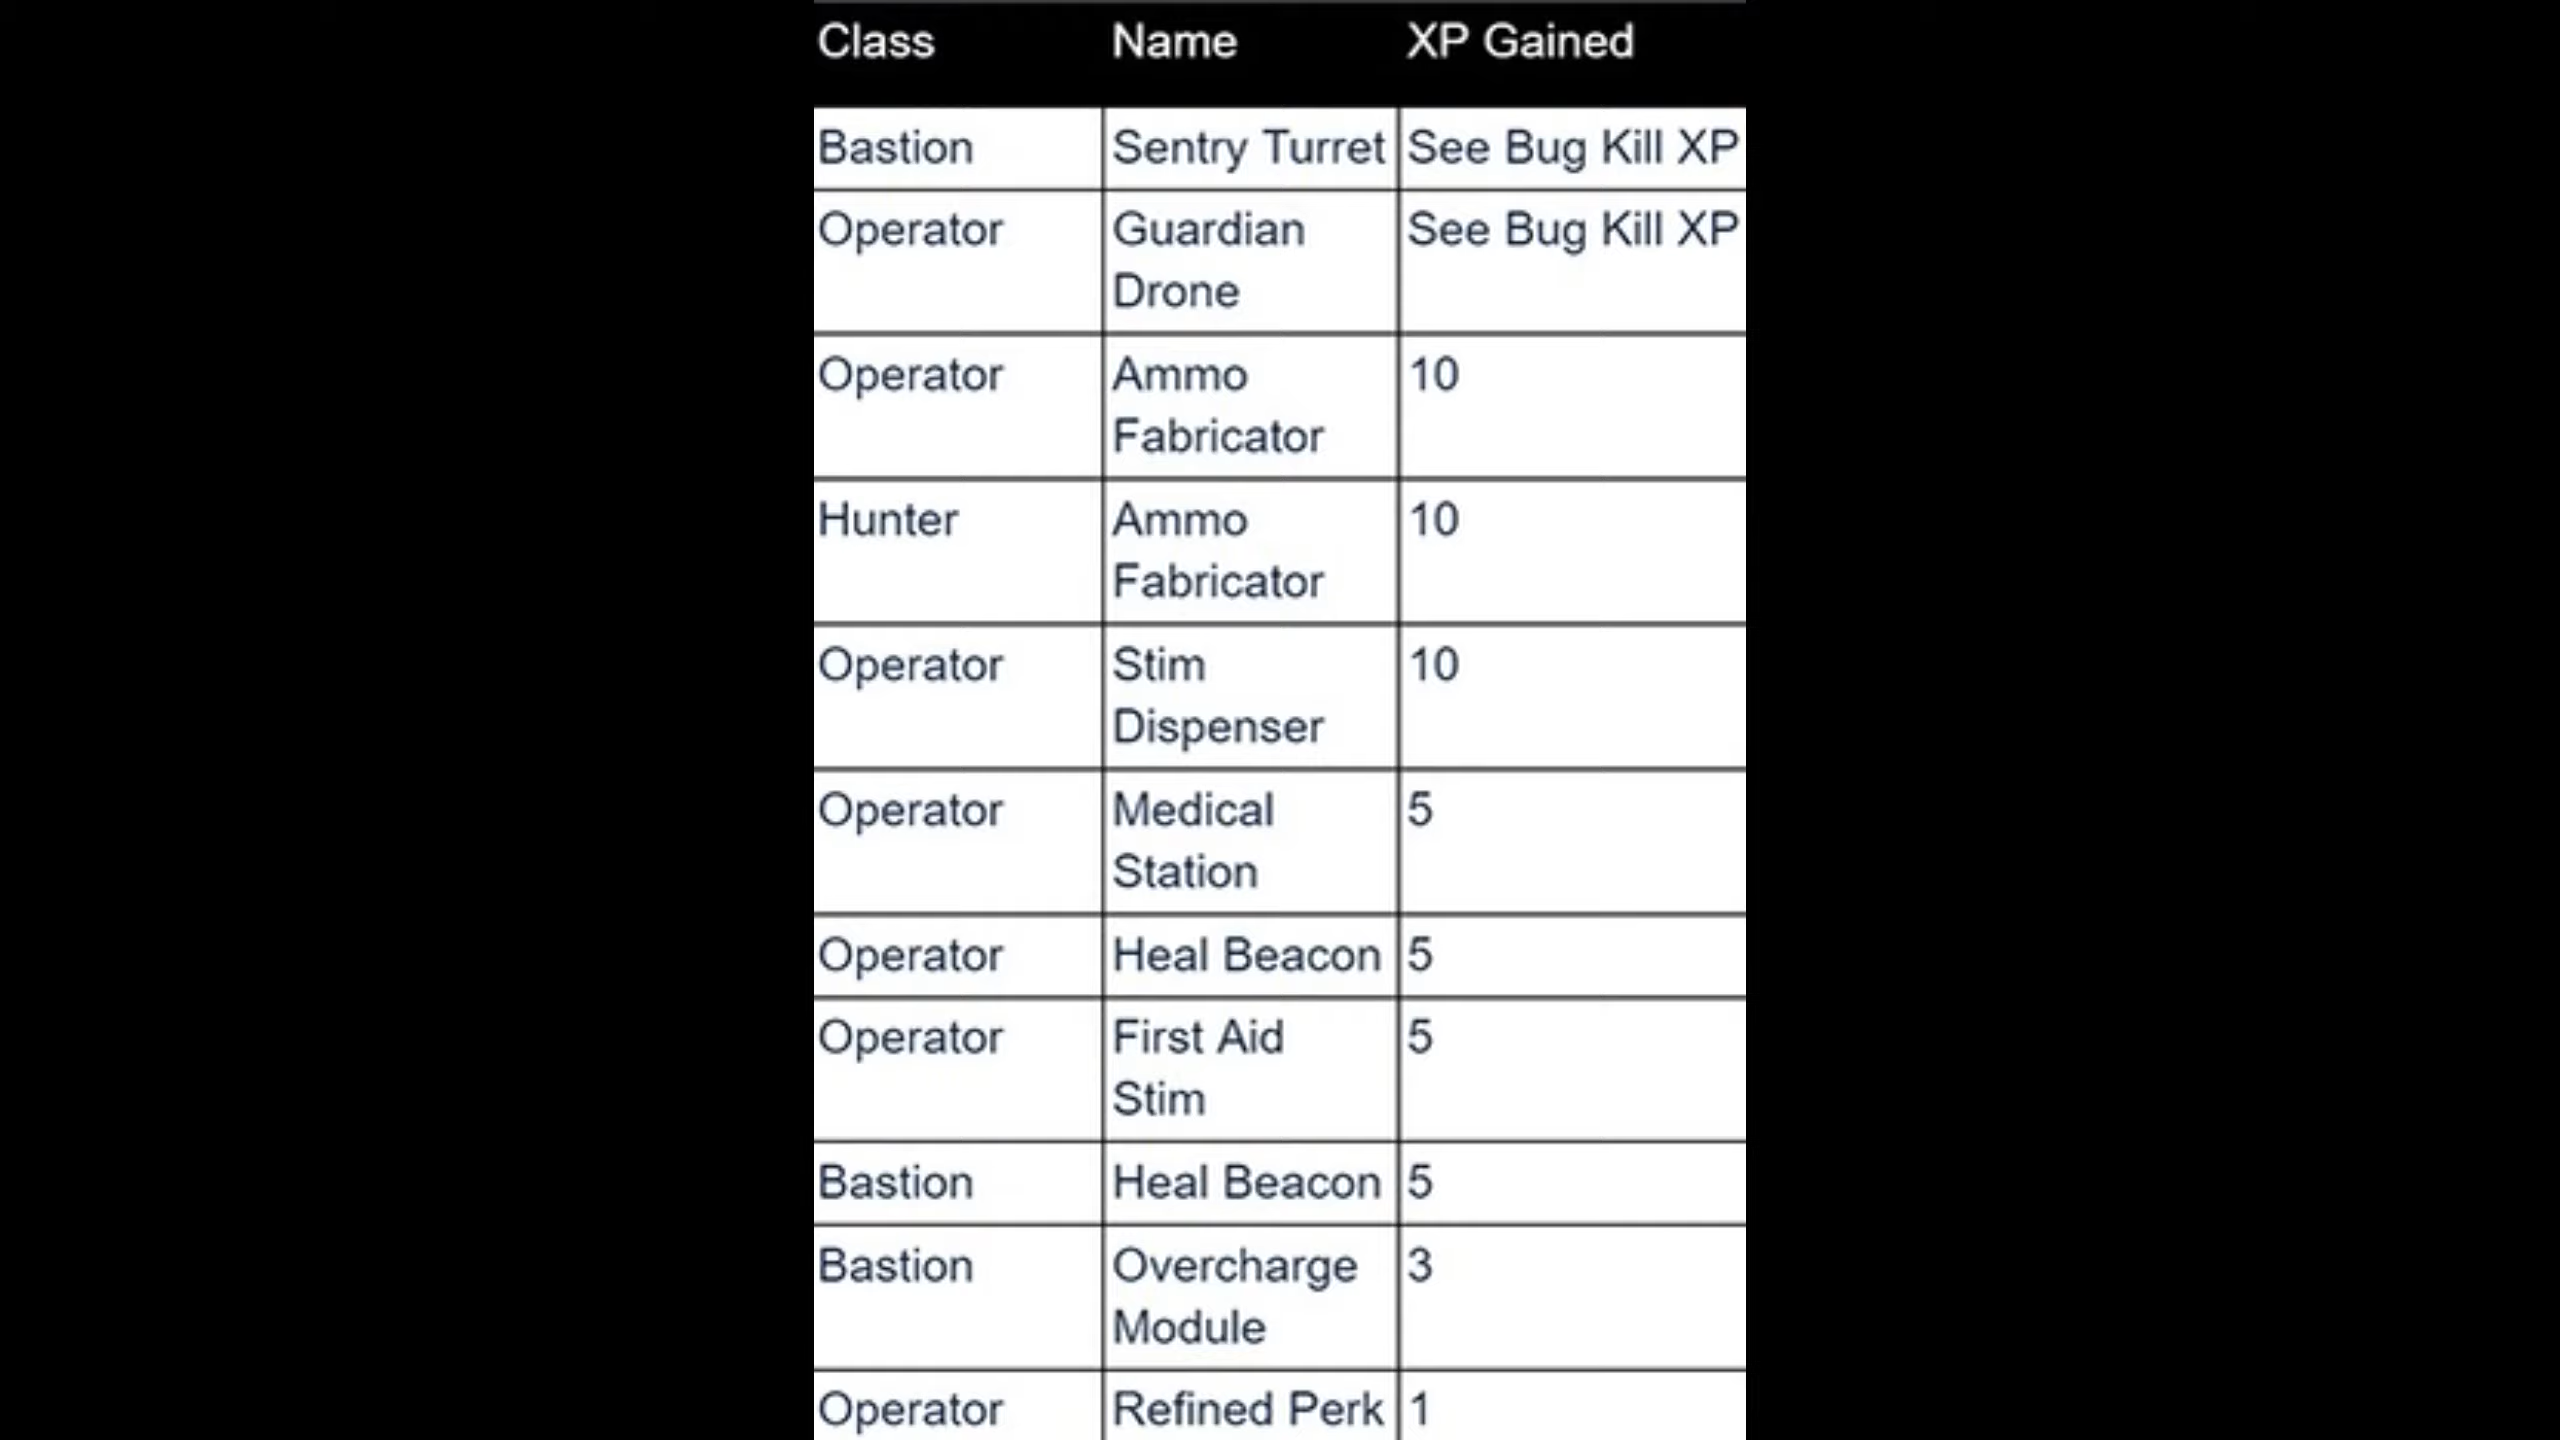 Class Name XP Gained
Bastion Sentry Turret See Bug Kill XP
Operator Guardian See Bug Kill XP
Drone
Operator Ammo 10
Fabricator
Hunter Ammo 10
Fabricator
Operator Stim 10
Dispenser
Operator Medical 5
Station
Operator Heal Beacon 5
Operator First Aid 5
Stim
Bastion Heal Beacon 5
Bastion Overcharge 3
Module
Operator Refined Perk 1